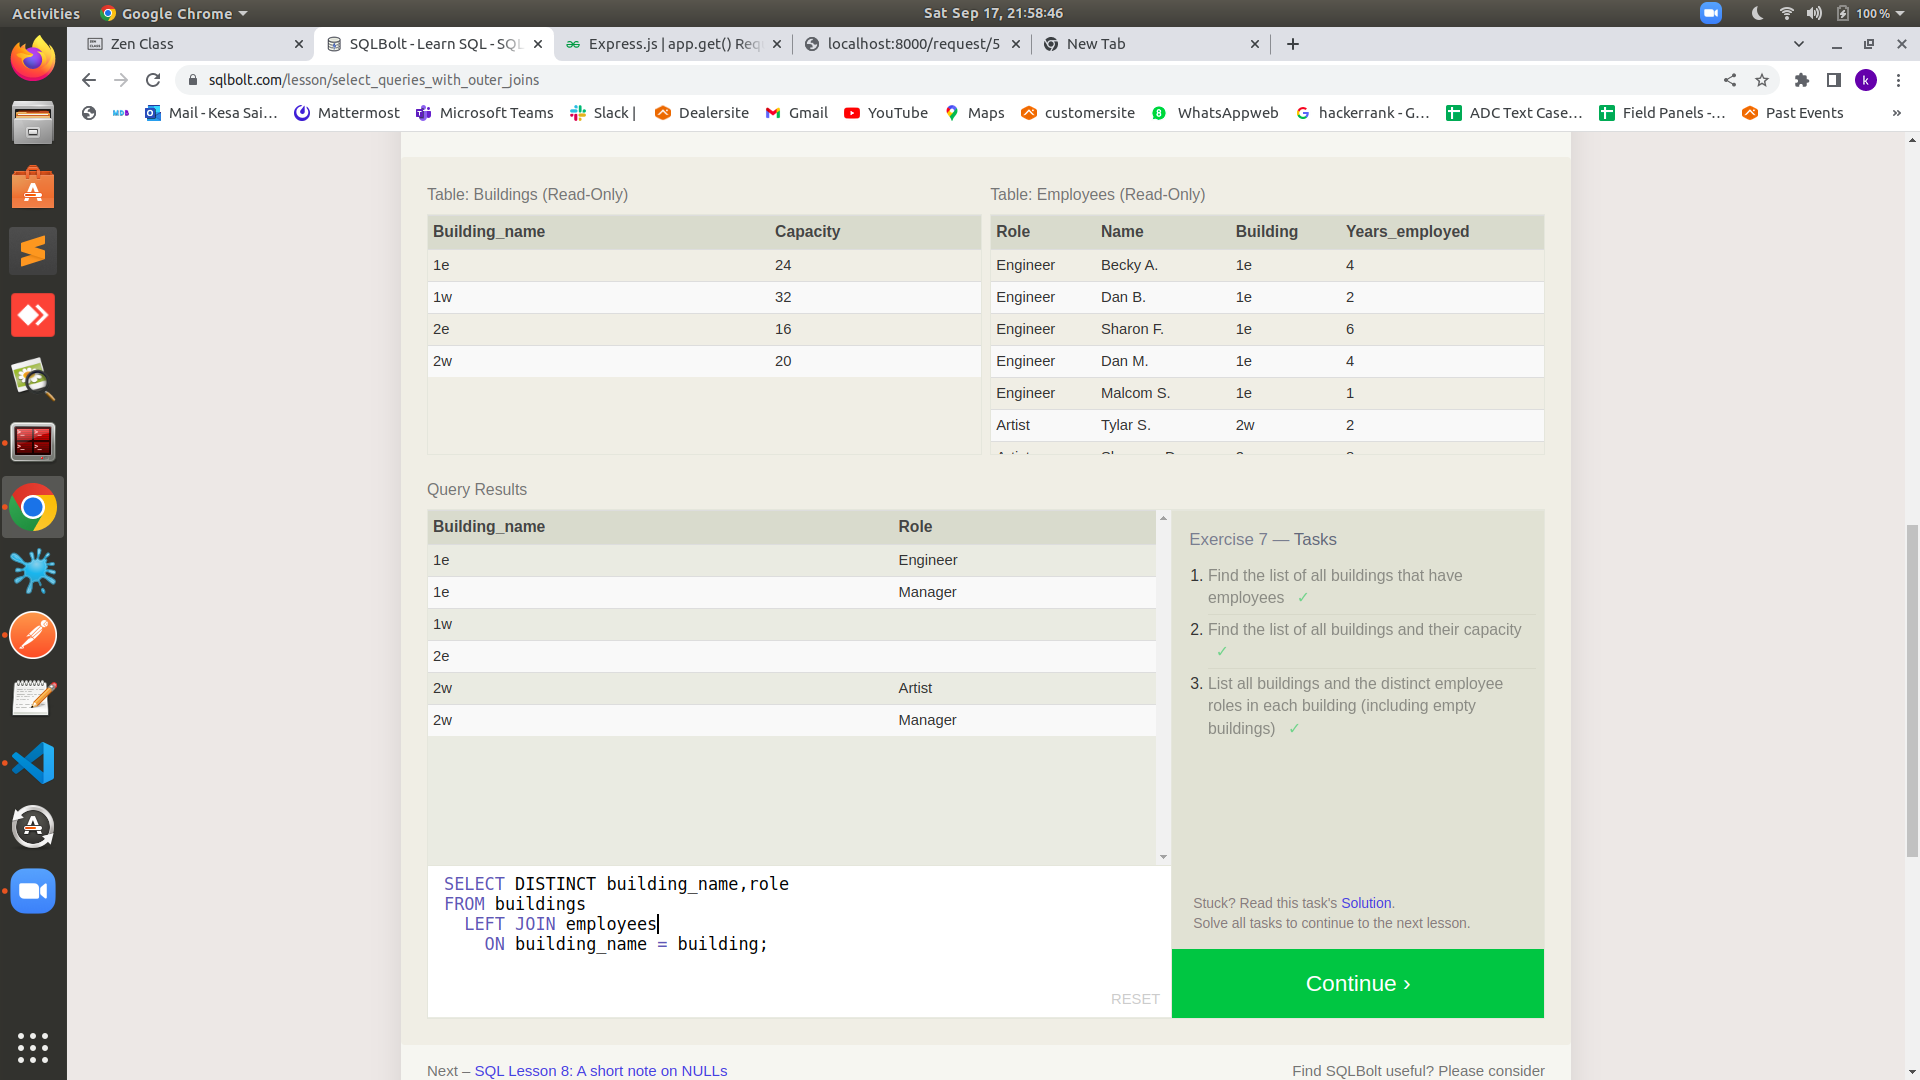 Activities
Google Chrome
Sat Sep 17, 21:58:46
100 %
Zen Class
SQLBolt - Learn SQL - SQL
Express.js | app.get() Req
localhost:8000/request/5
New Tab
sqlbolt.com/lesson/select_queries_with_outer_joins
k
MDB
Mail - Kesa Sai...
Mattermost
Microsoft Teams
Slack |
Dealersite
Gmail
YouTube
Maps
customersite
WhatsAppweb
hackerrank - G...
ADC Text Case...
Field Panels -...
Past Events
»
Table: Buildings (Read-Only)
Building_name Capacity
1e 24
1w 32
2e 16
2w 20
Table: Employees (Read-Only)
Role Name Building Years_employed
Engineer Becky A. 1e 4
Engineer Dan B. 1e 2
Engineer Sharon F. 1e 6
Engineer Dan M. 1e 4
Engineer Malcom S. 1e 1
Artist Tylar S. 2w 2
Query Results
Building_name Role
1e Engineer
1e Manager
1w
2e
2w Artist
2w Manager
Exercise 7 — Tasks
1. Find the list of all buildings that have
employees ✓
2. Find the list of all buildings and their capacity
✓
3. List all buildings and the distinct employee
roles in each building (including empty
buildings) ✓
SELECT DISTINCT building_name,role
FROM buildings
LEFT JOIN employees
ON building_name = building;
RESET
Stuck? Read this task's Solution.
Solve all tasks to continue to the next lesson.
Continue ›
Next – SQL Lesson 8: A short note on NULLs
Find SQLBolt useful? Please consider